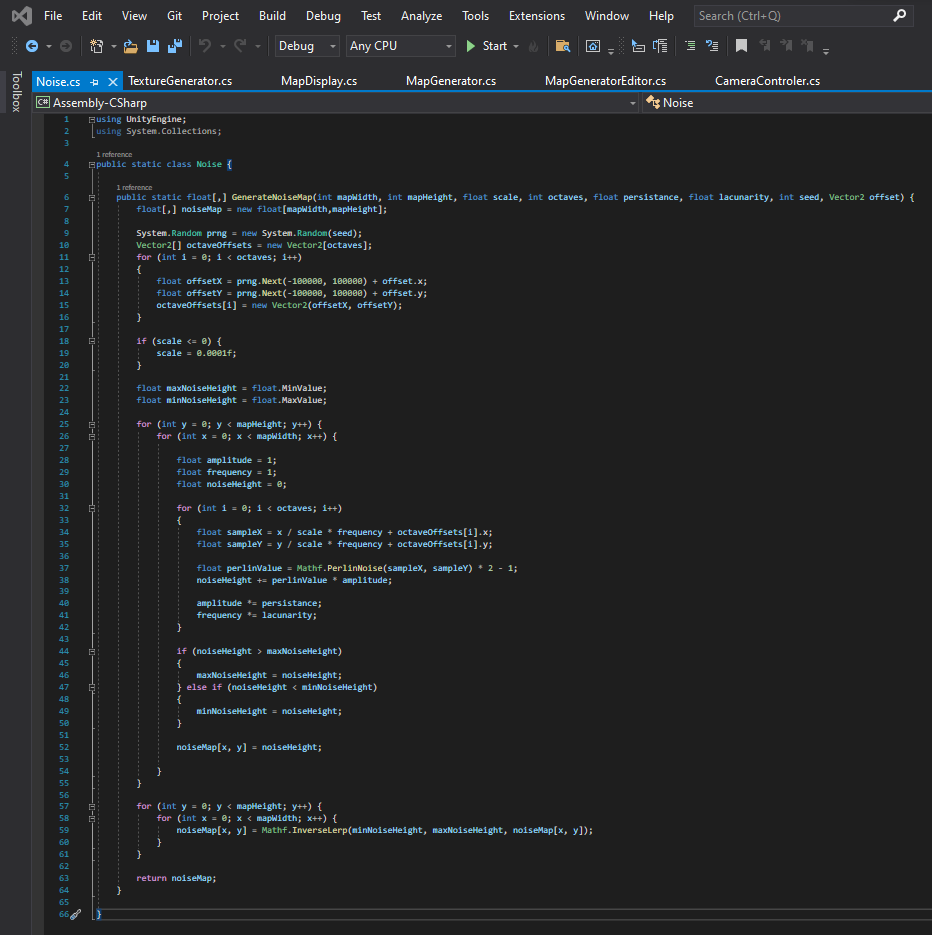 File Edit View Git Project Build Debug Test Analyze Tools Extensions Window Help Search (Ctrl+Q)
Debug Any CPU Start
Toolbox
Noise.cs TextureGenerator.cs MapDisplay.cs MapGenerator.cs MapGeneratorEditor.cs CameraControler.cs
C# Assembly-CSharp Noise
1 using UnityEngine;
2 using System.Collections;
3
1 reference
4 public static class Noise {
5
1 reference
6 public static float[,] GenerateNoiseMap(int mapWidth, int mapHeight, float scale, int octaves, float persistance, float lacunarity, int seed, Vector2 offset) {
7 float[,] noiseMap = new float[mapWidth,mapHeight];
8
9 System.Random prng = new System.Random(seed);
10 Vector2[] octaveOffsets = new Vector2[octaves];
11 for (int i = 0; i < octaves; i++)
12 {
13 float offsetX = prng.Next(-100000, 100000) + offset.x;
14 float offsetY = prng.Next(-100000, 100000) + offset.y;
15 octaveOffsets[i] = new Vector2(offsetX, offsetY);
16 }
17
18 if (scale <= 0) {
19 scale = 0.0001f;
20 }
21
22 float maxNoiseHeight = float.MinValue;
23 float minNoiseHeight = float.MaxValue;
24
25 for (int y = 0; y < mapHeight; y++) {
26 for (int x = 0; x < mapWidth; x++) {
27
28 float amplitude = 1;
29 float frequency = 1;
30 float noiseHeight = 0;
31
32 for (int i = 0; i < octaves; i++)
33 {
34 float sampleX = x / scale * frequency + octaveOffsets[i].x;
35 float sampleY = y / scale * frequency + octaveOffsets[i].y;
36
37 float perlinValue = Mathf.PerlinNoise(sampleX, sampleY) * 2 - 1;
38 noiseHeight += perlinValue * amplitude;
39
40 amplitude *= persistance;
41 frequency *= lacunarity;
42 }
43
44 if (noiseHeight > maxNoiseHeight)
45 {
46 maxNoiseHeight = noiseHeight;
47 } else if (noiseHeight < minNoiseHeight)
48 {
49 minNoiseHeight = noiseHeight;
50 }
51
52 noiseMap[x, y] = noiseHeight;
53
54 }
55 }
56
57 for (int y = 0; y < mapHeight; y++) {
58 for (int x = 0; x < mapWidth; x++) {
59 noiseMap[x, y] = Mathf.InverseLerp(minNoiseHeight, maxNoiseHeight, noiseMap[x, y]);
60 }
61 }
62
63 return noiseMap;
64 }
65
66 }